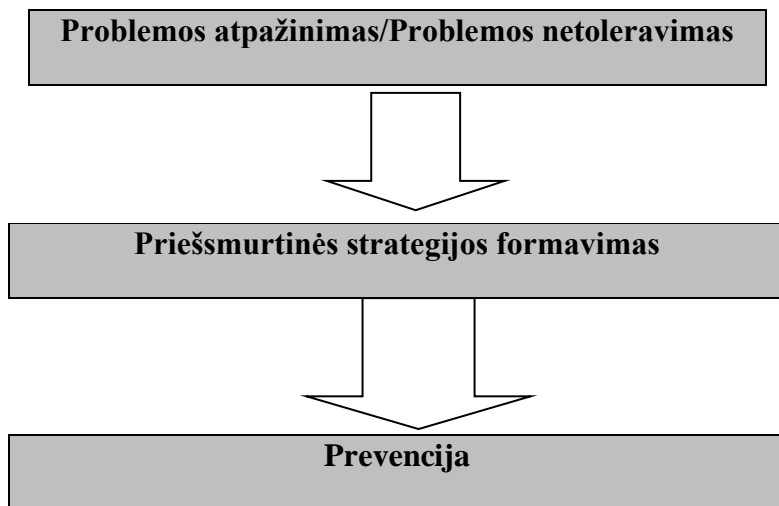 Problemos atpažinimas/Problemos netoleravimas
Priešsmurtinės strategijos formavimas
Prevencija